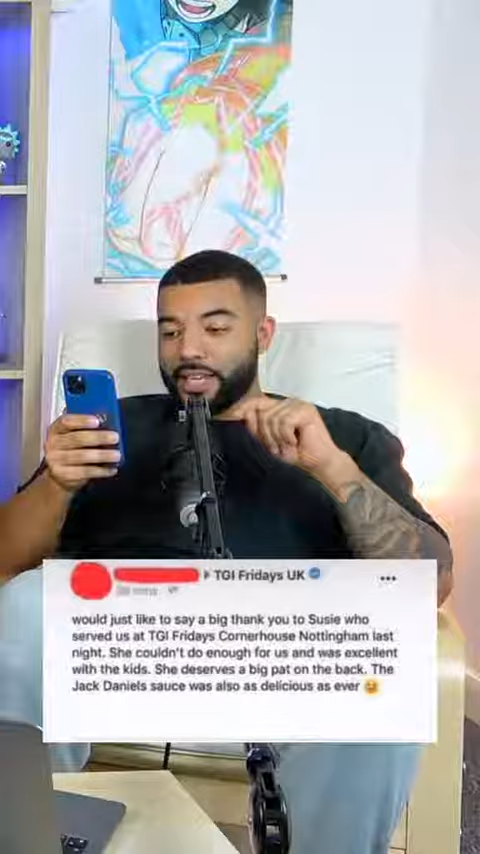 TGI Fridays UK
would just like to say a big thank you to Susie who
served us at TGI Fridays Cornerhouse Nottingham last
night. She couldn't do enough for us and was excellent
with the kids. She deserves a big pat on the back. The
Jack Daniels sauce was also as delicious as ever 😋